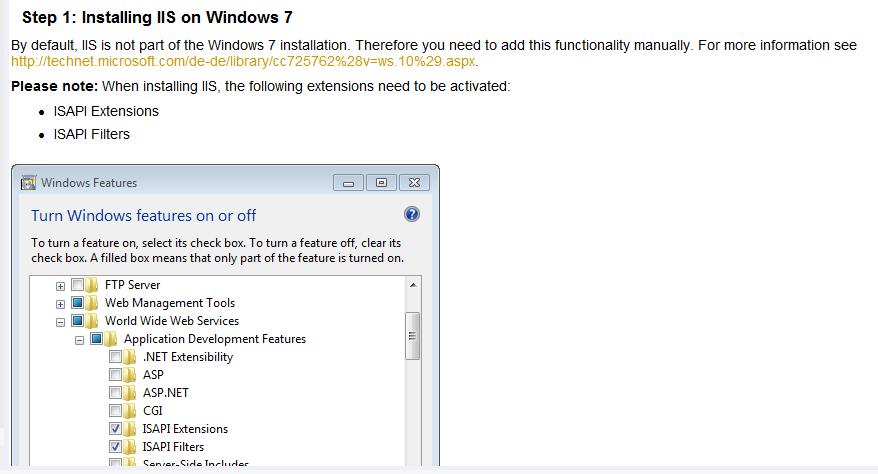 Step 1: Installing IIS on Windows 7
By default, IIS is not part of the Windows 7 installation. Therefore you need to add this functionality manually. For more information see
http://technet.microsoft.com/de-de/library/cc725762%28v=ws.10%29.aspx.
Please note: When installing IIS, the following extensions need to be activated:
ISAPI Extensions
ISAPI Filters
Windows Features
Turn Windows features on or off
To turn a feature on, select its check box. To turn a feature off, clear its
check box. A filled box means that only part of the feature is turned on.
FTP Server
Web Management Tools
World Wide Web Services
Application Development Features
.NET Extensibility
ASP
ASP.NET
CGI
ISAPI Extensions
ISAPI Filters
Server-Side Includes